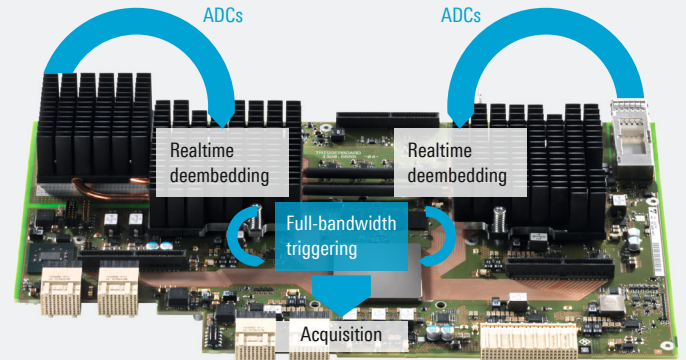 ADCs
ADCs
Realtime
deembedding
Realtime
deembedding
Full-bandwidth
triggering
Acquisition